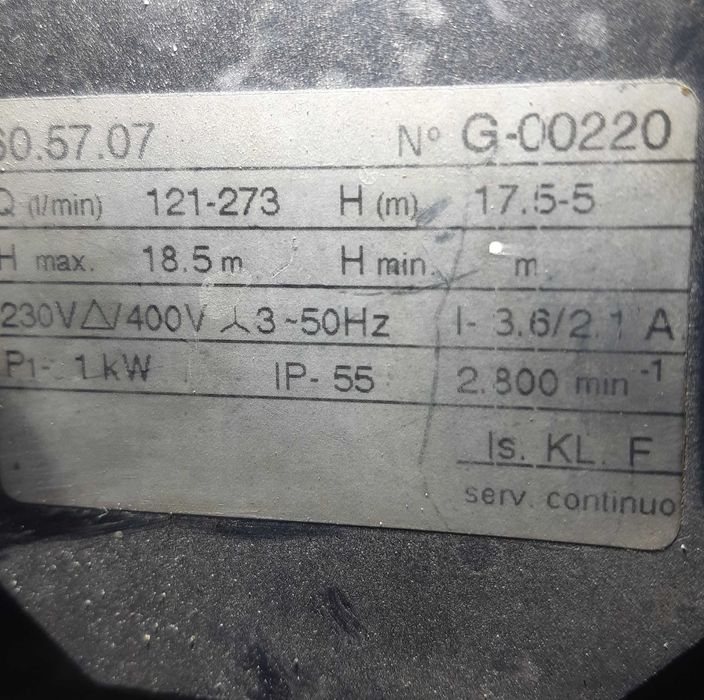 60.57.07 Nº G-00220
Q (l/min) 121-273 H (m) 17.5-5
H max. 18.5 m H min. m
230V△/400V 人 3~50Hz I- 3.6/2.1 A
P1- 1 kW IP- 55 2.800 min -1
Is. KL. F
serv. continuo